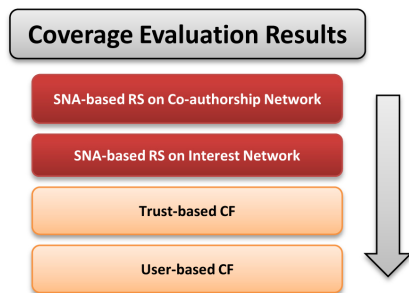 Coverage Evaluation Results
SNA-based RS on Co-authorship Network
SNA-based RS on Interest Network
Trust-based CF
User-based CF